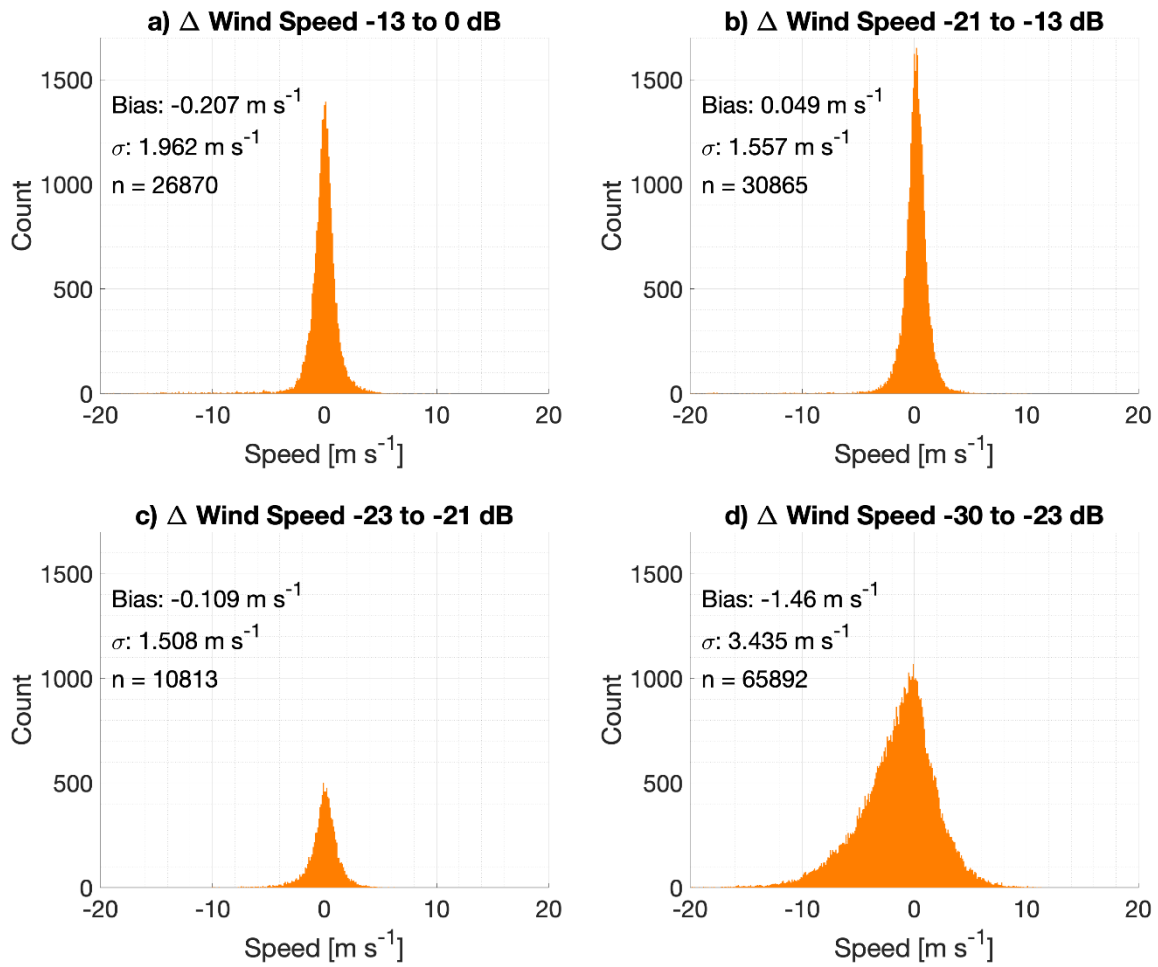 a) Δ Wind Speed -13 to 0 dB
1500
1000
500
0
Count
Bias: -0.207 m s⁻¹
σ: 1.962 m s⁻¹
n = 26870
-20 -10 0 10 20
Speed [m s⁻¹]
b) Δ Wind Speed -21 to -13 dB
1500
1000
500
0
Count
Bias: 0.049 m s⁻¹
σ: 1.557 m s⁻¹
n = 30865
-20 -10 0 10 20
Speed [m s⁻¹]
c) Δ Wind Speed -23 to -21 dB
1500
1000
500
0
Count
Bias: -0.109 m s⁻¹
σ: 1.508 m s⁻¹
n = 10813
-20 -10 0 10 20
Speed [m s⁻¹]
d) Δ Wind Speed -30 to -23 dB
1500
1000
500
0
Count
Bias: -1.46 m s⁻¹
σ: 3.435 m s⁻¹
n = 65892
-20 -10 0 10 20
Speed [m s⁻¹]